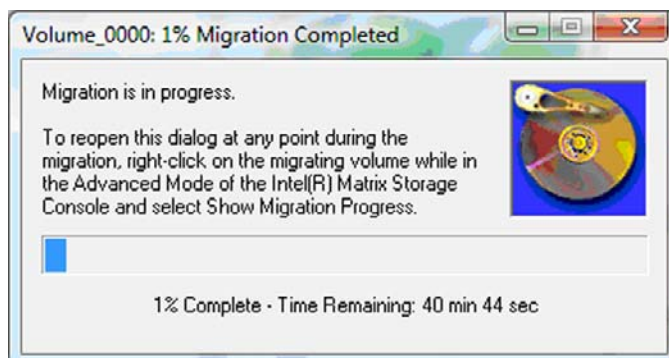 Volume_0000: 1% Migration Completed
Migration is in progress.
To reopen this dialog at any point during the
migration, right-click on the migrating volume while in
the Advanced Mode of the Intel(R) Matrix Storage
Console and select Show Migration Progress.
1% Complete - Time Remaining: 40 min 44 sec